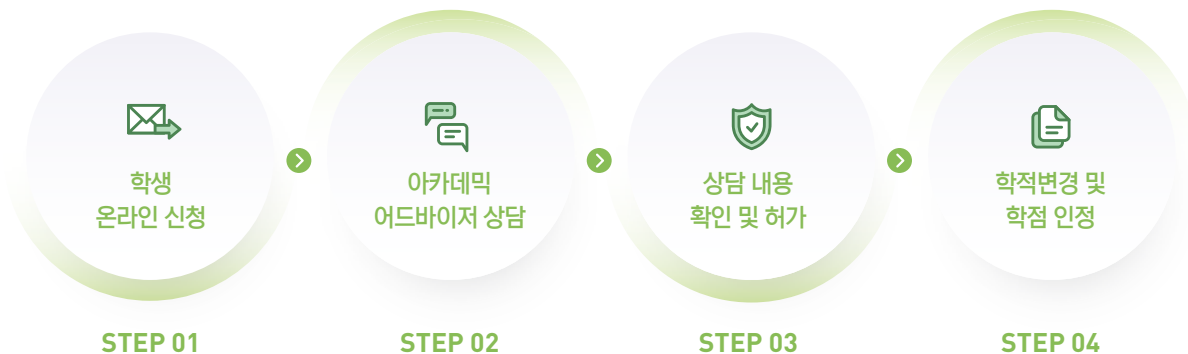 학생
온라인 신청
아카데믹
어드바이저 상담
상담 내용
확인 및 허가
학적변경 및
학점 인정
STEP 01
STEP 02
STEP 03
STEP 04